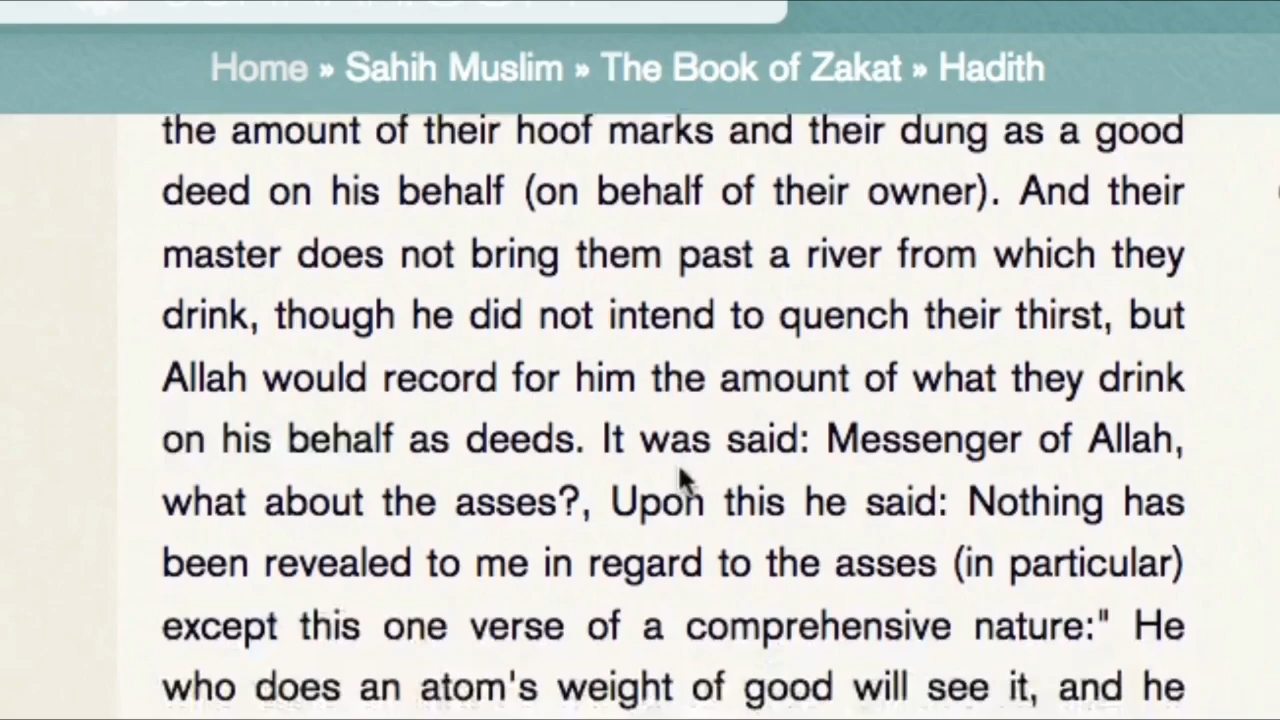 Home » Sahih Muslim » The Book of Zakat » Hadith
the amount of their hoof marks and their dung as a good
deed on his behalf (on behalf of their owner). And their
master does not bring them past a river from which they
drink, though he did not intend to quench their thirst, but
Allah would record for him the amount of what they drink
on his behalf as deeds. It was said: Messenger of Allah,
what about the asses?, Upon this he said: Nothing has
been revealed to me in regard to the asses (in particular)
except this one verse of a comprehensive nature:" He
who does an atom's weight of good will see it, and he